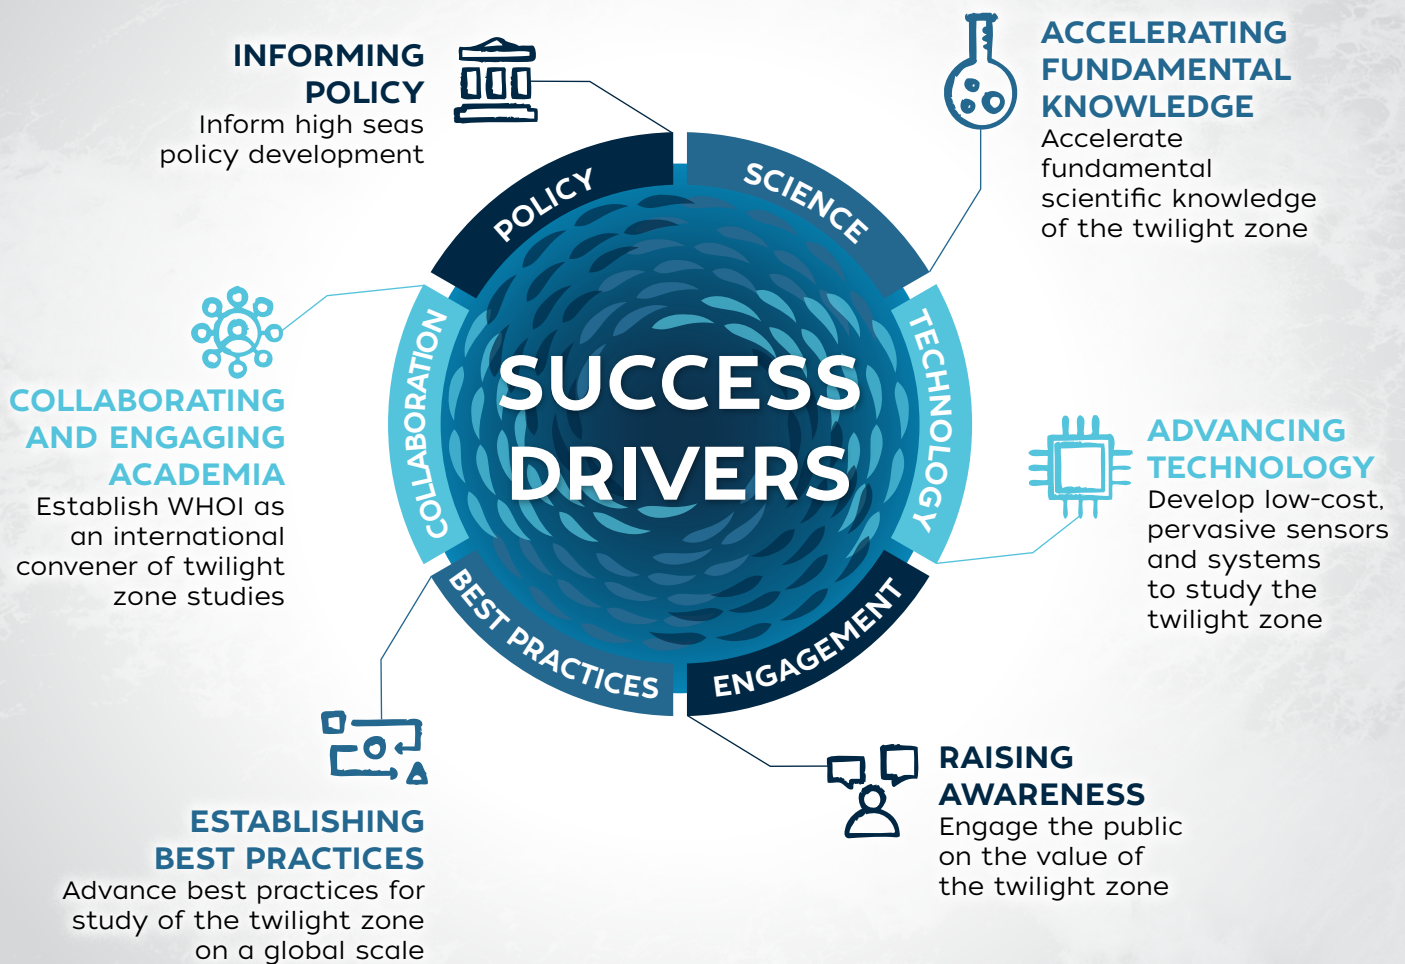 INFORMING
POLICY
Inform high seas
policy development
ACCELERATING
FUNDAMENTAL
KNOWLEDGE
Accelerate
fundamental
scientific knowledge
of the twilight zone
POLICY
SCIENCE
COLLABORATION
TECHNOLOGY
BEST PRACTICES
ENGAGEMENT
SUCCESS
DRIVERS
COLLABORATING
AND ENGAGING
ACADEMIA
Establish WHOI as
an international
convener of twilight
zone studies
ADVANCING
TECHNOLOGY
Develop low-cost,
pervasive sensors
and systems
to study the
twilight zone
ESTABLISHING
BEST PRACTICES
Advance best practices for
study of the twilight zone
on a global scale
RAISING
AWARENESS
Engage the public
on the value of
the twilight zone